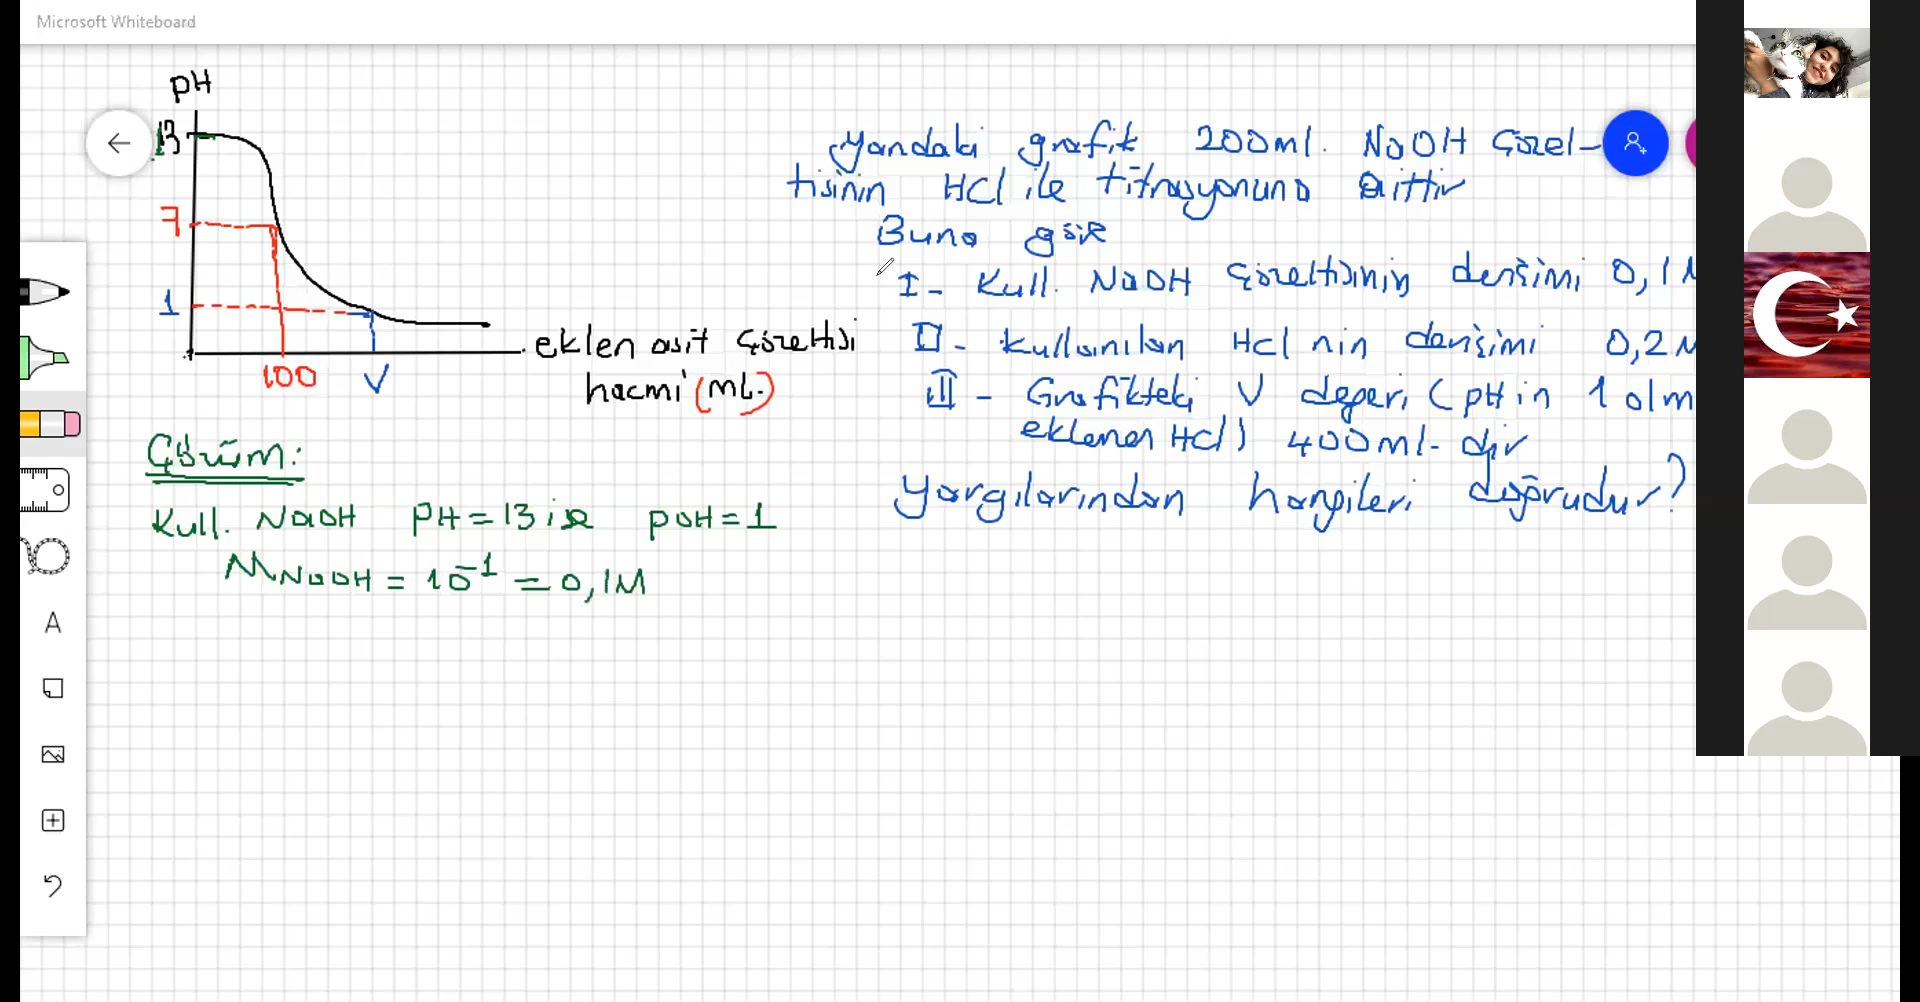 Microsoft Whiteboard
pH
13
7
1
100
V
eklen asit çözeltisi
hacmi (mL.)
Yandaki grafik 200ml. NaOH Çözel-
tisinin HCl ile titrasyonuna aittir
Buna göre
I- Kull. NaOH Çözeltisinin derişimi 0,1M
II- Kullanılan HCl nin derişimi 0,2M
III- Grafikteki V değeri (pH in 1 olm
eklenen HCl) 400ml-dir
yargılarından hangileri doğrudur?
Çözüm:
Kull. NaOH PH=13 ise pOH=1
MNaOH = 10⁻¹ = 0,1M
A